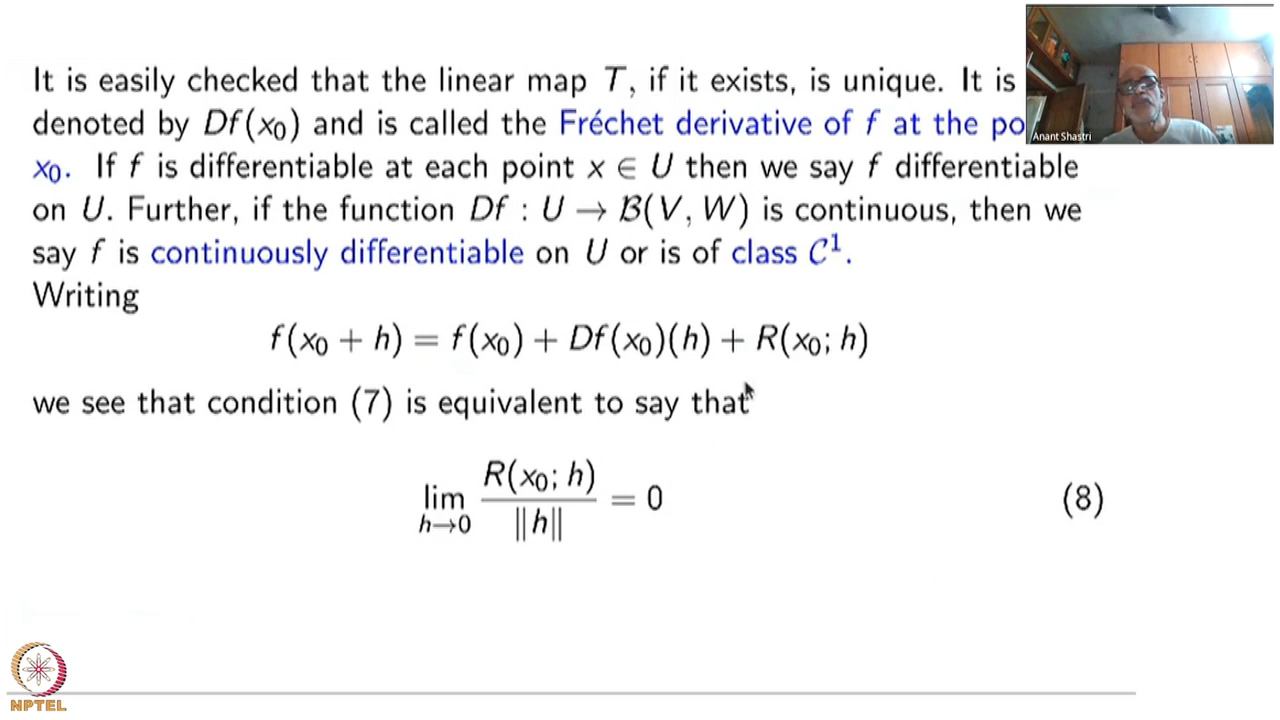 It is easily checked that the linear map T, if it exists, is unique. It is
denoted by Df(x₀) and is called the Fréchet derivative of f at the po
x₀. If f is differentiable at each point x ∈ U then we say f differentiable
on U. Further, if the function Df : U → ℬ(V, W) is continuous, then we
say f is continuously differentiable on U or is of class 𝒞¹.
Writing
f(x₀ + h) = f(x₀) + Df(x₀)(h) + R(x₀; h)
we see that condition (7) is equivalent to say that
lim h→0 R(x₀; h) / ‖h‖ = 0 (8)
Anant Shastri
NPTEL